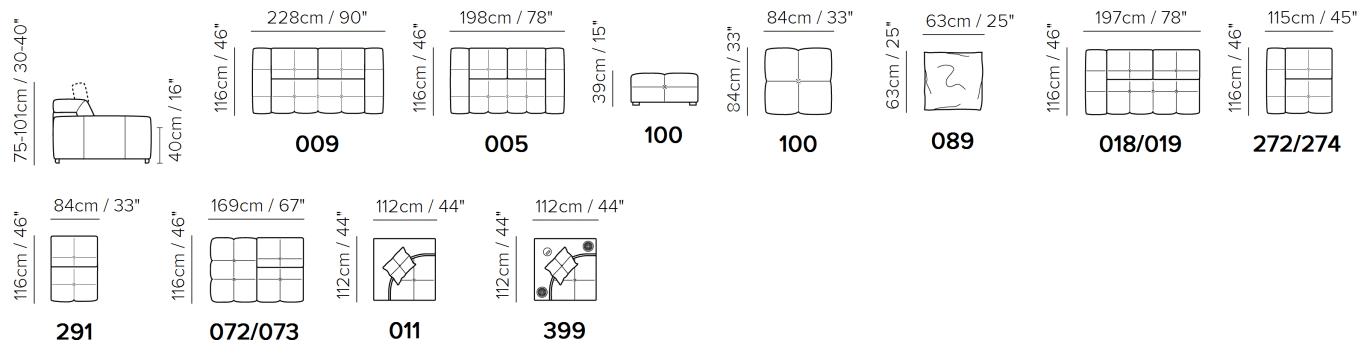 75-101cm / 30-40"
40cm / 16"
228cm / 90"
116cm / 46"
009
198cm / 78"
116cm / 46"
005
39cm / 15"
100
84cm / 33"
84cm / 33"
100
63cm / 25"
63cm / 25"
089
197cm / 78"
116cm / 46"
018/019
115cm / 45"
116cm / 46"
272/274
84cm / 33"
116cm / 46"
291
169cm / 67"
116cm / 46"
072/073
112cm / 44"
112cm / 44"
011
112cm / 44"
112cm / 44"
399